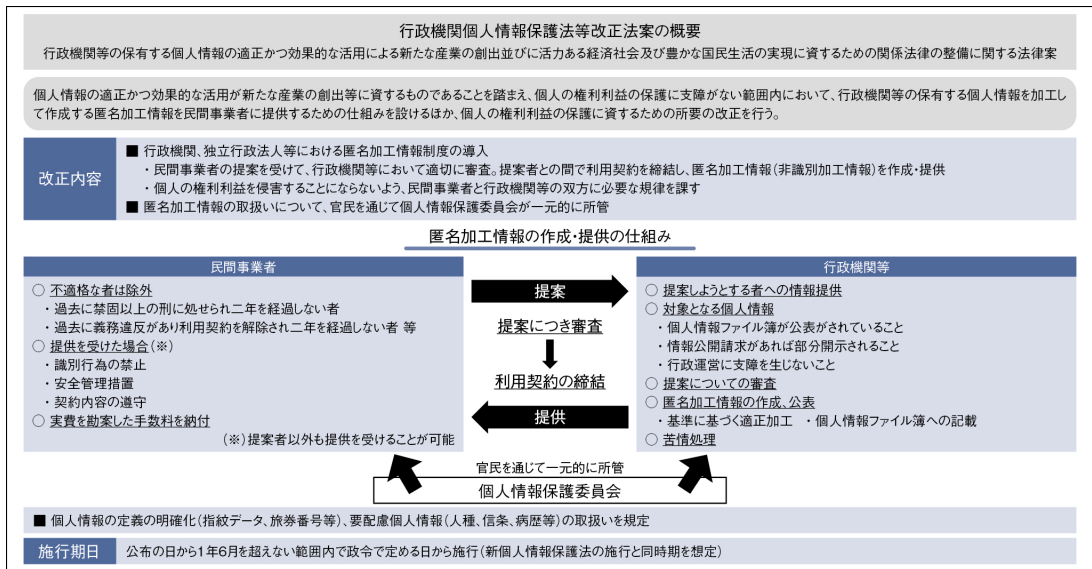 行政機関個人情報保護法等改正法案の概要
行政機関等の保有する個人情報の適正かつ効果的な活用による新たな産業の創出並びに活力ある経済社会及び豊かな国民生活の実現に資するための関係法律の整備に関する法律案
個人情報の適正かつ効果的な活用が新たな産業の創出等に資するものであることを踏まえ、個人の権利利益の保護に支障がない範囲内において、行政機関等の保有する個人情報を加工し
て作成する匿名加工情報を民間事業者に提供するための仕組みを設けるほか、個人の権利利益の保護に資するための所要の改正を行う。
改正内容
■ 行政機関、独立行政法人等における匿名加工情報制度の導入
・民間事業者の提案を受けて、行政機関等において適切に審査。提案者との間で利用契約を締結し、匿名加工情報(非識別加工情報)を作成・提供
・個人の権利利益を侵害することにならないよう、民間事業者と行政機関等の双方に必要な規律を課す
■ 匿名加工情報の取扱いについて、官民を通じて個人情報保護委員会が一元的に所管
匿名加工情報の作成・提供の仕組み
民間事業者
○ 不適格な者は除外
・過去に禁固以上の刑に処せられ二年を経過しない者
・過去に義務違反があり利用契約を解除され二年を経過しない者 等
○ 提供を受けた場合(※)
・識別行為の禁止
・安全管理措置
・契約内容の遵守
○ 実費を勘案した手数料を納付
(※)提案者以外も提供を受けることが可能
提案
提案につき審査
利用契約の締結
提供
行政機関等
○ 提案しようとする者への情報提供
○ 対象となる個人情報
・個人情報ファイル簿が公表がされていること
・情報公開請求があれば部分開示されること
・行政運営に支障を生じないこと
○ 提案についての審査
○ 匿名加工情報の作成、公表
・基準に基づく適正加工 ・個人情報ファイル簿への記載
○ 苦情処理
官民を通じて一元的に所管
個人情報保護委員会
■ 個人情報の定義の明確化(指紋データ、旅券番号等)、要配慮個人情報(人種、信条、病歴等)の取扱いを規定
施行期日
公布の日から1年6月を超えない範囲内で政令で定める日から施行(新個人情報保護法の施行と同時期を想定)